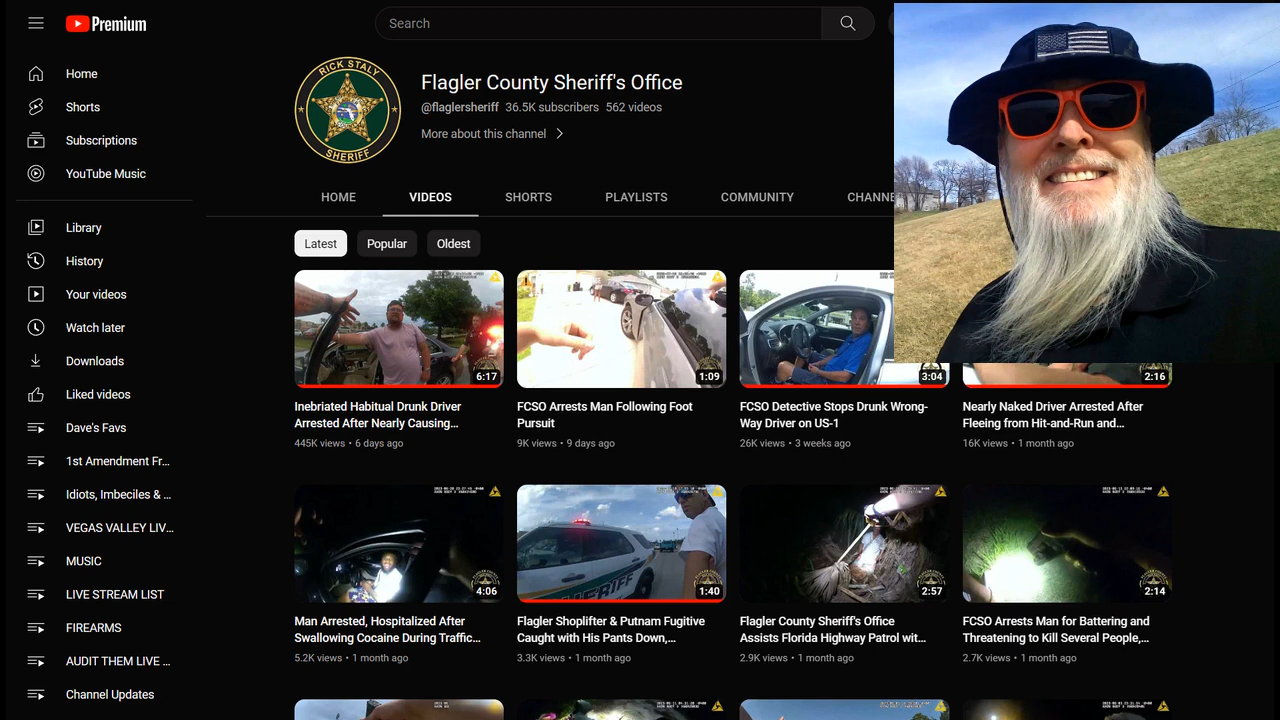 Premium
Search
Home
Shorts
Subscriptions
YouTube Music
Library
History
Your videos
Watch later
Downloads
Liked videos
Dave's Favs
1st Amendment Fr...
Idiots, Imbeciles & ...
VEGAS VALLEY LIV...
MUSIC
LIVE STREAM LIST
FIREARMS
AUDIT THEM LIVE ...
Channel Updates
RICK STALY
SHERIFF
Flagler County Sheriff's Office
@flaglersheriff 36.5K subscribers 562 videos
More about this channel
HOME VIDEOS SHORTS PLAYLISTS COMMUNITY CHANNE
Latest Popular Oldest
6:17
Inebriated Habitual Drunk Driver
Arrested After Nearly Causing...
445K views • 6 days ago
1:09
FCSO Arrests Man Following Foot
Pursuit
9K views • 9 days ago
3:04
FCSO Detective Stops Drunk Wrong-
Way Driver on US-1
26K views • 3 weeks ago
2:16
Nearly Naked Driver Arrested After
Fleeing from Hit-and-Run and...
16K views • 1 month ago
4:06
Man Arrested, Hospitalized After
Swallowing Cocaine During Traffic...
5.2K views • 1 month ago
SHERIFF
1:40
Flagler Shoplifter & Putnam Fugitive
Caught with His Pants Down,...
3.3K views • 1 month ago
2:57
Flagler County Sheriff's Office
Assists Florida Highway Patrol wit...
2.9K views • 1 month ago
2:14
FCSO Arrests Man for Battering and
Threatening to Kill Several People,...
2.7K views • 1 month ago